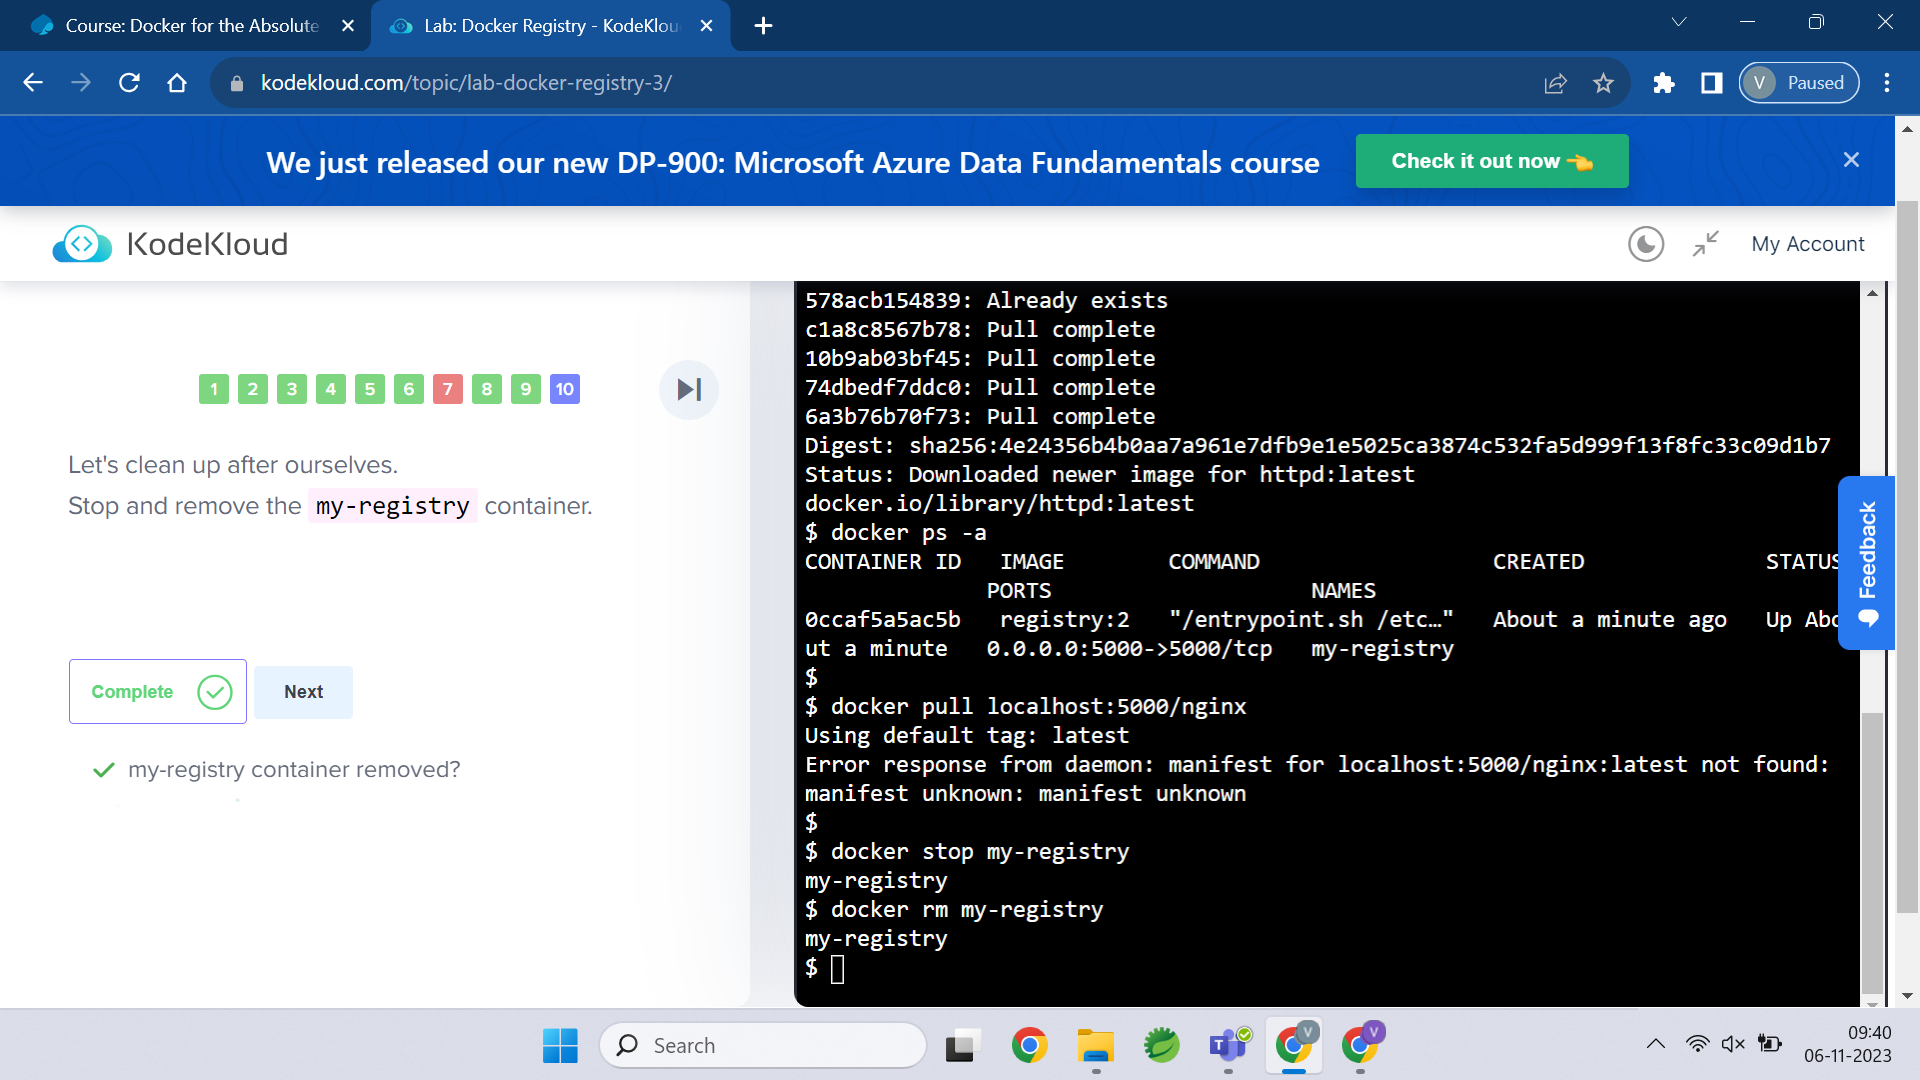 Course: Docker for the Absolute
Lab: Docker Registry - KodeKlou
kodekloud.com/topic/lab-docker-registry-3/
V Paused
We just released our new DP-900: Microsoft Azure Data Fundamentals course
Check it out now
KodeKloud
My Account
1 2 3 4 5 6 7 8 9 10
Let's clean up after ourselves.
Stop and remove the my-registry container.
Complete
Next
my-registry container removed?
578acb154839: Already exists
c1a8c8567b78: Pull complete
10b9ab03bf45: Pull complete
74dbedf7ddc0: Pull complete
6a3b76b70f73: Pull complete
Digest: sha256:4e24356b4b0aa7a961e7dfb9e1e5025ca3874c532fa5d999f13f8fc33c09d1b7
Status: Downloaded newer image for httpd:latest
docker.io/library/httpd:latest
$ docker ps -a
CONTAINER ID IMAGE COMMAND CREATED STATUS
PORTS NAMES
0ccaf5a5ac5b registry:2 "/entrypoint.sh /etc…" About a minute ago Up Abo
ut a minute 0.0.0.0:5000->5000/tcp my-registry
$
$ docker pull localhost:5000/nginx
Using default tag: latest
Error response from daemon: manifest for localhost:5000/nginx:latest not found:
manifest unknown: manifest unknown
$
$ docker stop my-registry
my-registry
$ docker rm my-registry
my-registry
$
Feedback
Search
T
V
V
09:40
06-11-2023